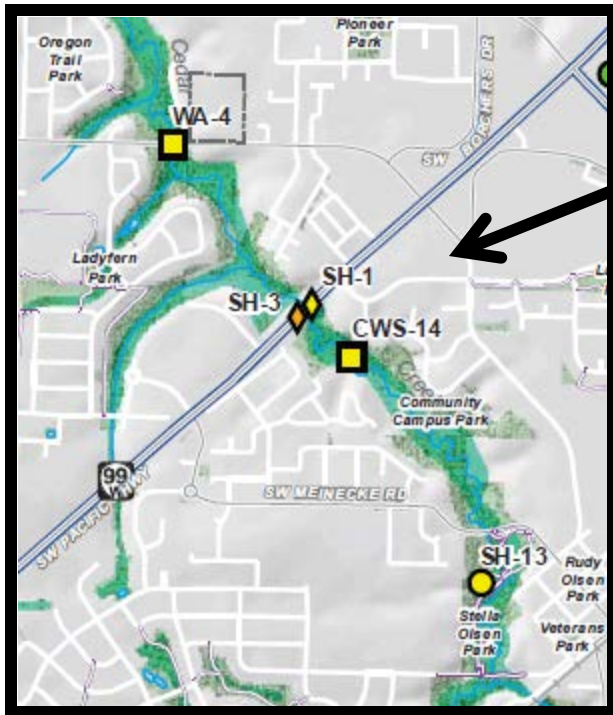 Pioneer
Park
Oregon
Trail
Park
Cedar
WA-4
SW BORCHERS DR
Ladyfern
Park
SH-1
SH-3
CWS-14
Creek
Community
Campus Park
99
W
SW PACIFIC HWY
SW MEINECKE RD
SH-13
Rudy
Olsen
Park
Stella
Olsen
Park
Veterans
Park